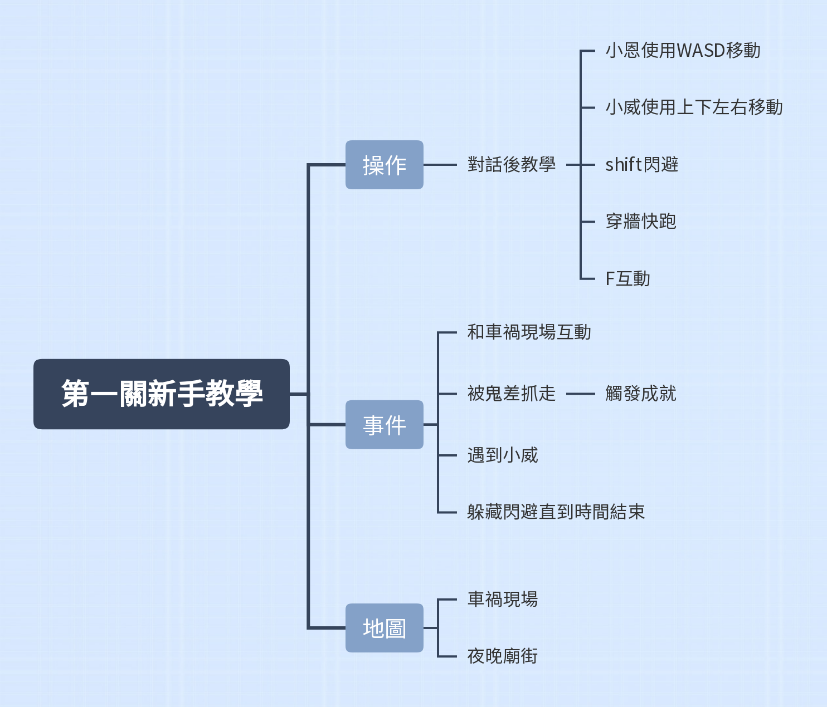 第一關新手教學
操作
對話後教學
小恩使用WASD移動
小威使用上下左右移動
shift閃避
穿牆快跑
F互動
事件
和車禍現場互動
被鬼差抓走
觸發成就
遇到小威
躲藏閃避直到時間結束
地圖
車禍現場
夜晚廟街